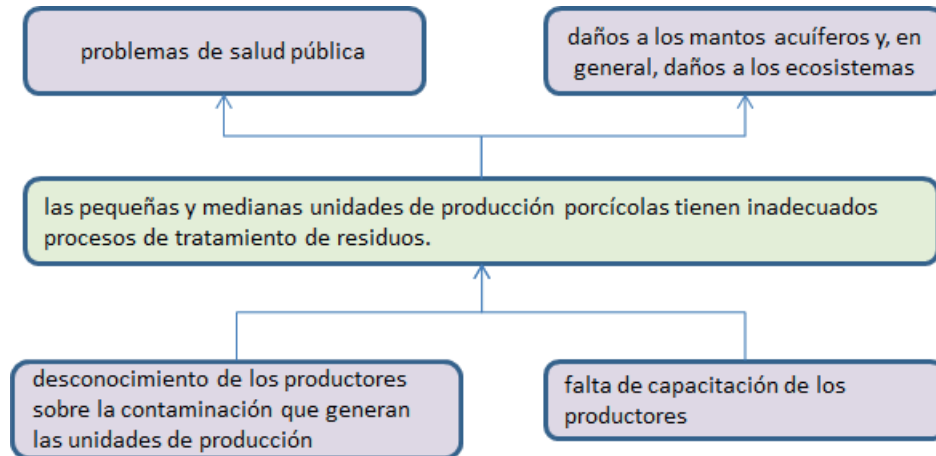 problemas de salud pública
daños a los mantos acuíferos y, en
general, daños a los ecosistemas
las pequeñas y medianas unidades de producción porcícolas tienen inadecuados
procesos de tratamiento de residuos.
desconocimiento de los productores
sobre la contaminación que generan
las unidades de producción
falta de capacitación de los
productores